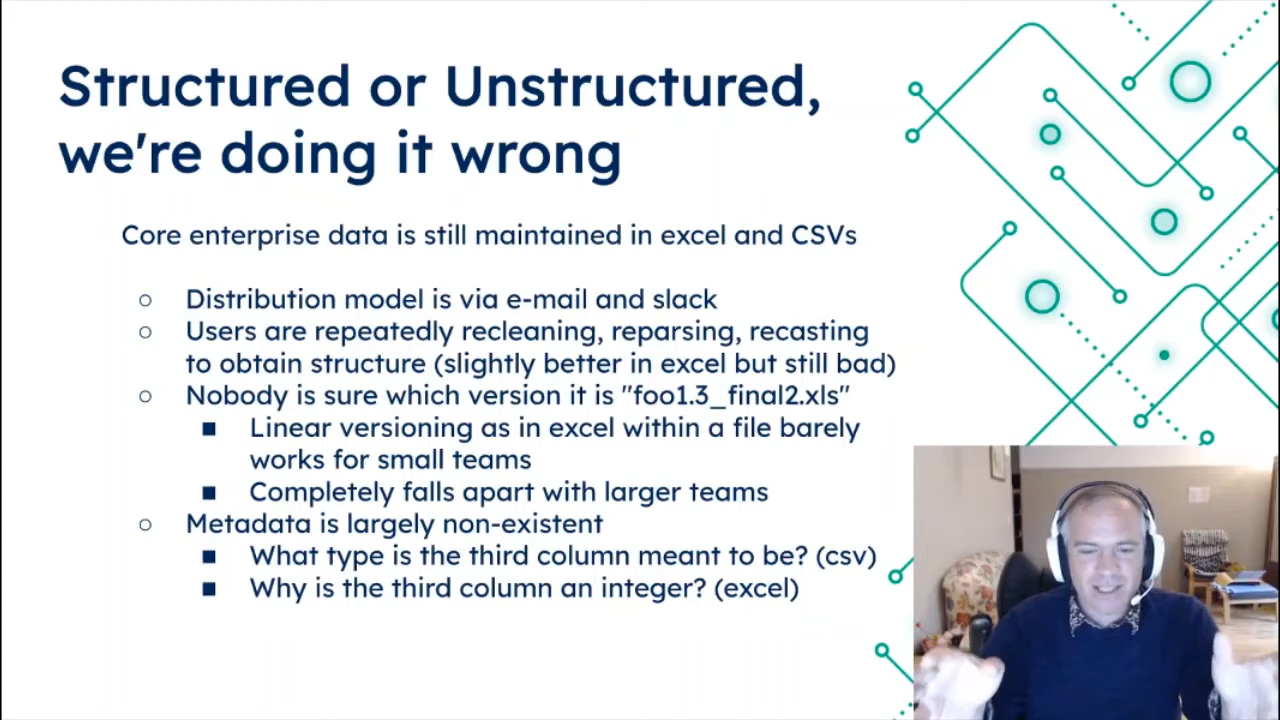 Structured or Unstructured,
we're doing it wrong
Core enterprise data is still maintained in excel and CSVs
○ Distribution model is via e-mail and slack
○ Users are repeatedly recleaning, reparsing, recasting
to obtain structure (slightly better in excel but still bad)
○ Nobody is sure which version it is "foo1.3_final2.xls"
■ Linear versioning as in excel within a file barely
works for small teams
■ Completely falls apart with larger teams
○ Metadata is largely non-existent
■ What type is the third column meant to be? (csv)
■ Why is the third column an integer? (excel)